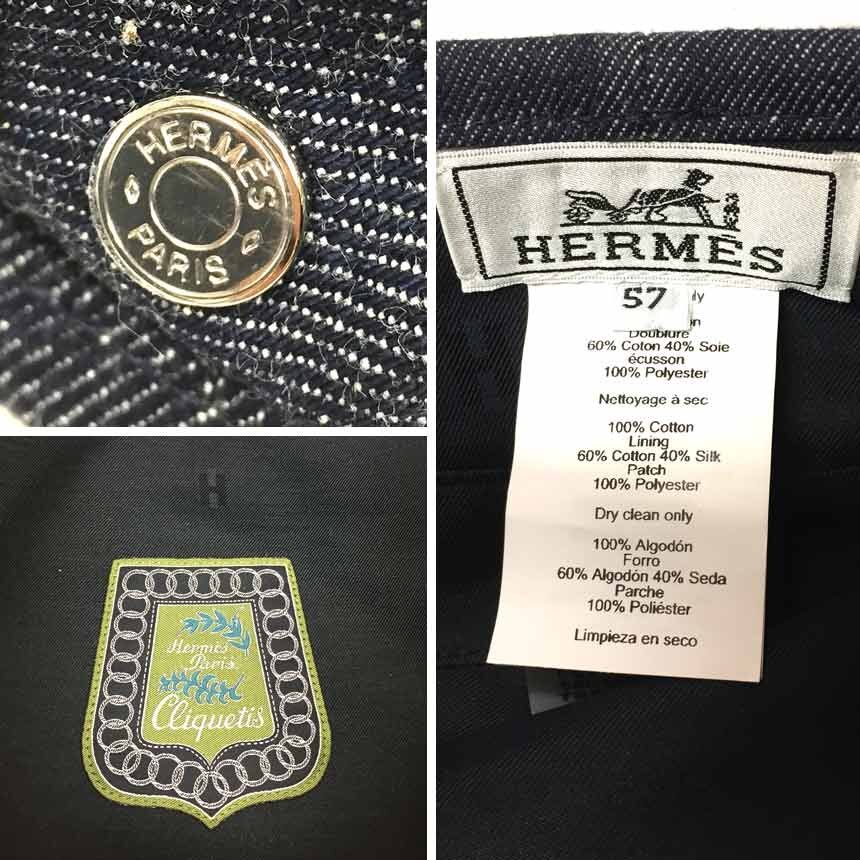 HERMES
PARIS
HERMES
57
Doublure
60% Coton 40% Soie
écusson
100% Polyester
Nettoyage à sec
100% Cotton
Lining
60% Cotton 40% Silk
Patch
100% Polyester
Dry clean only
100% Algodón
Forro
60% Algodón 40% Seda
Parche
100% Poliéster
Limpieza en seco
H
Hermès
Paris
Cliquetis